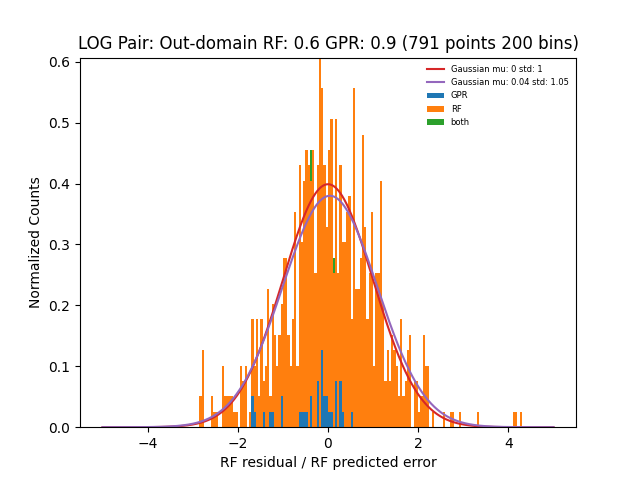 LOG Pair: Out-domain RF: 0.6 GPR: 0.9 (791 points 200 bins)
Gaussian mu: 0 std: 1
Gaussian mu: 0.04 std: 1.05
GPR
RF
both
Normalized Counts
0.6
0.5
0.4
0.3
0.2
0.1
0.0
−4
−2
0
2
4
RF residual / RF predicted error